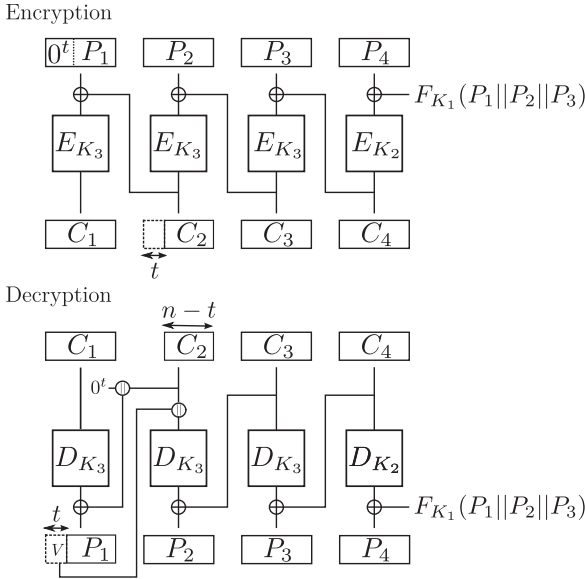 Encryption
0^t P_1 P_2 P_3 P_4
F_{K_1}(P_1||P_2||P_3)
E_{K_3} E_{K_3} E_{K_3} E_{K_2}
C_1 C_2 C_3 C_4
t
Decryption
n − t
C_1 C_2 C_3 C_4
0^t
D_{K_3} D_{K_3} D_{K_3} D_{K_2}
F_{K_1}(P_1||P_2||P_3)
t
V P_1 P_2 P_3 P_4